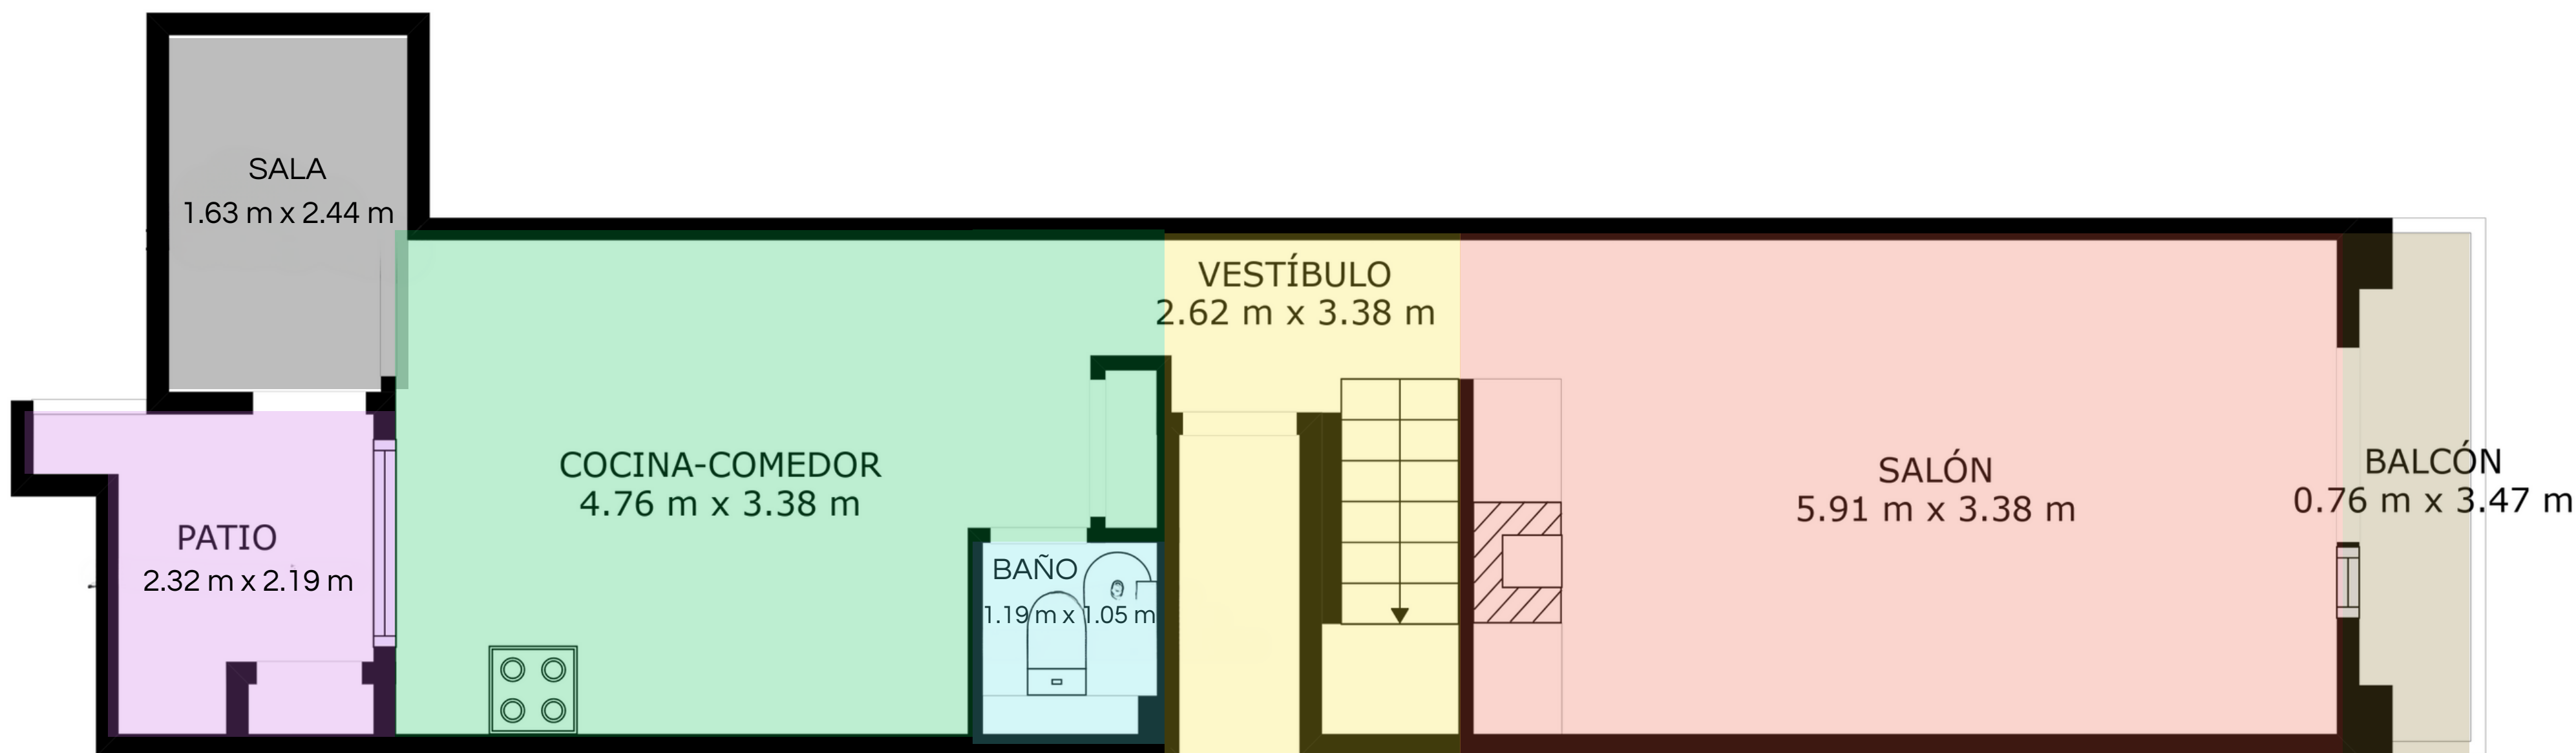 SALA
1.63 m x 2.44 m
VESTÍBULO
2.62 m x 3.38 m
COCINA-COMEDOR
4.76 m x 3.38 m
SALÓN
5.91 m x 3.38 m
BALCÓN
0.76 m x 3.47 m
PATIO
2.32 m x 2.19 m
BAÑO
1.19 m x 1.05 m